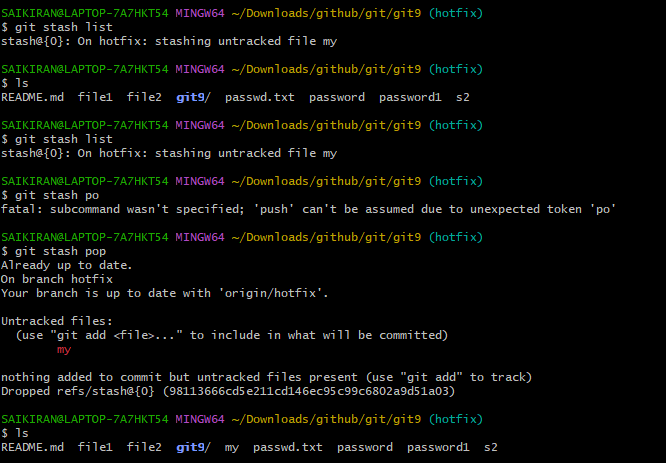 SAIKIRAN@LAPTOP-7A7HKT54 MINGW64 ~/Downloads/github/git/git9 (hotfix)
$ git stash list
stash@{0}: On hotfix: stashing untracked file my

SAIKIRAN@LAPTOP-7A7HKT54 MINGW64 ~/Downloads/github/git/git9 (hotfix)
$ ls
README.md  file1  file2  git9/  passwd.txt  password  password1  s2

SAIKIRAN@LAPTOP-7A7HKT54 MINGW64 ~/Downloads/github/git/git9 (hotfix)
$ git stash list
stash@{0}: On hotfix: stashing untracked file my

SAIKIRAN@LAPTOP-7A7HKT54 MINGW64 ~/Downloads/github/git/git9 (hotfix)
$ git stash po
fatal: subcommand wasn't specified; 'push' can't be assumed due to unexpected token 'po'

SAIKIRAN@LAPTOP-7A7HKT54 MINGW64 ~/Downloads/github/git/git9 (hotfix)
$ git stash pop
Already up to date.
On branch hotfix
Your branch is up to date with 'origin/hotfix'.

Untracked files:
  (use "git add <file>..." to include in what will be committed)
        my

nothing added to commit but untracked files present (use "git add" to track)
Dropped refs/stash@{0} (98113666cd5e211cd146ec95c99c6802a9d51a03)

SAIKIRAN@LAPTOP-7A7HKT54 MINGW64 ~/Downloads/github/git/git9 (hotfix)
$ ls
README.md  file1  file2  git9/  my  passwd.txt  password  password1  s2